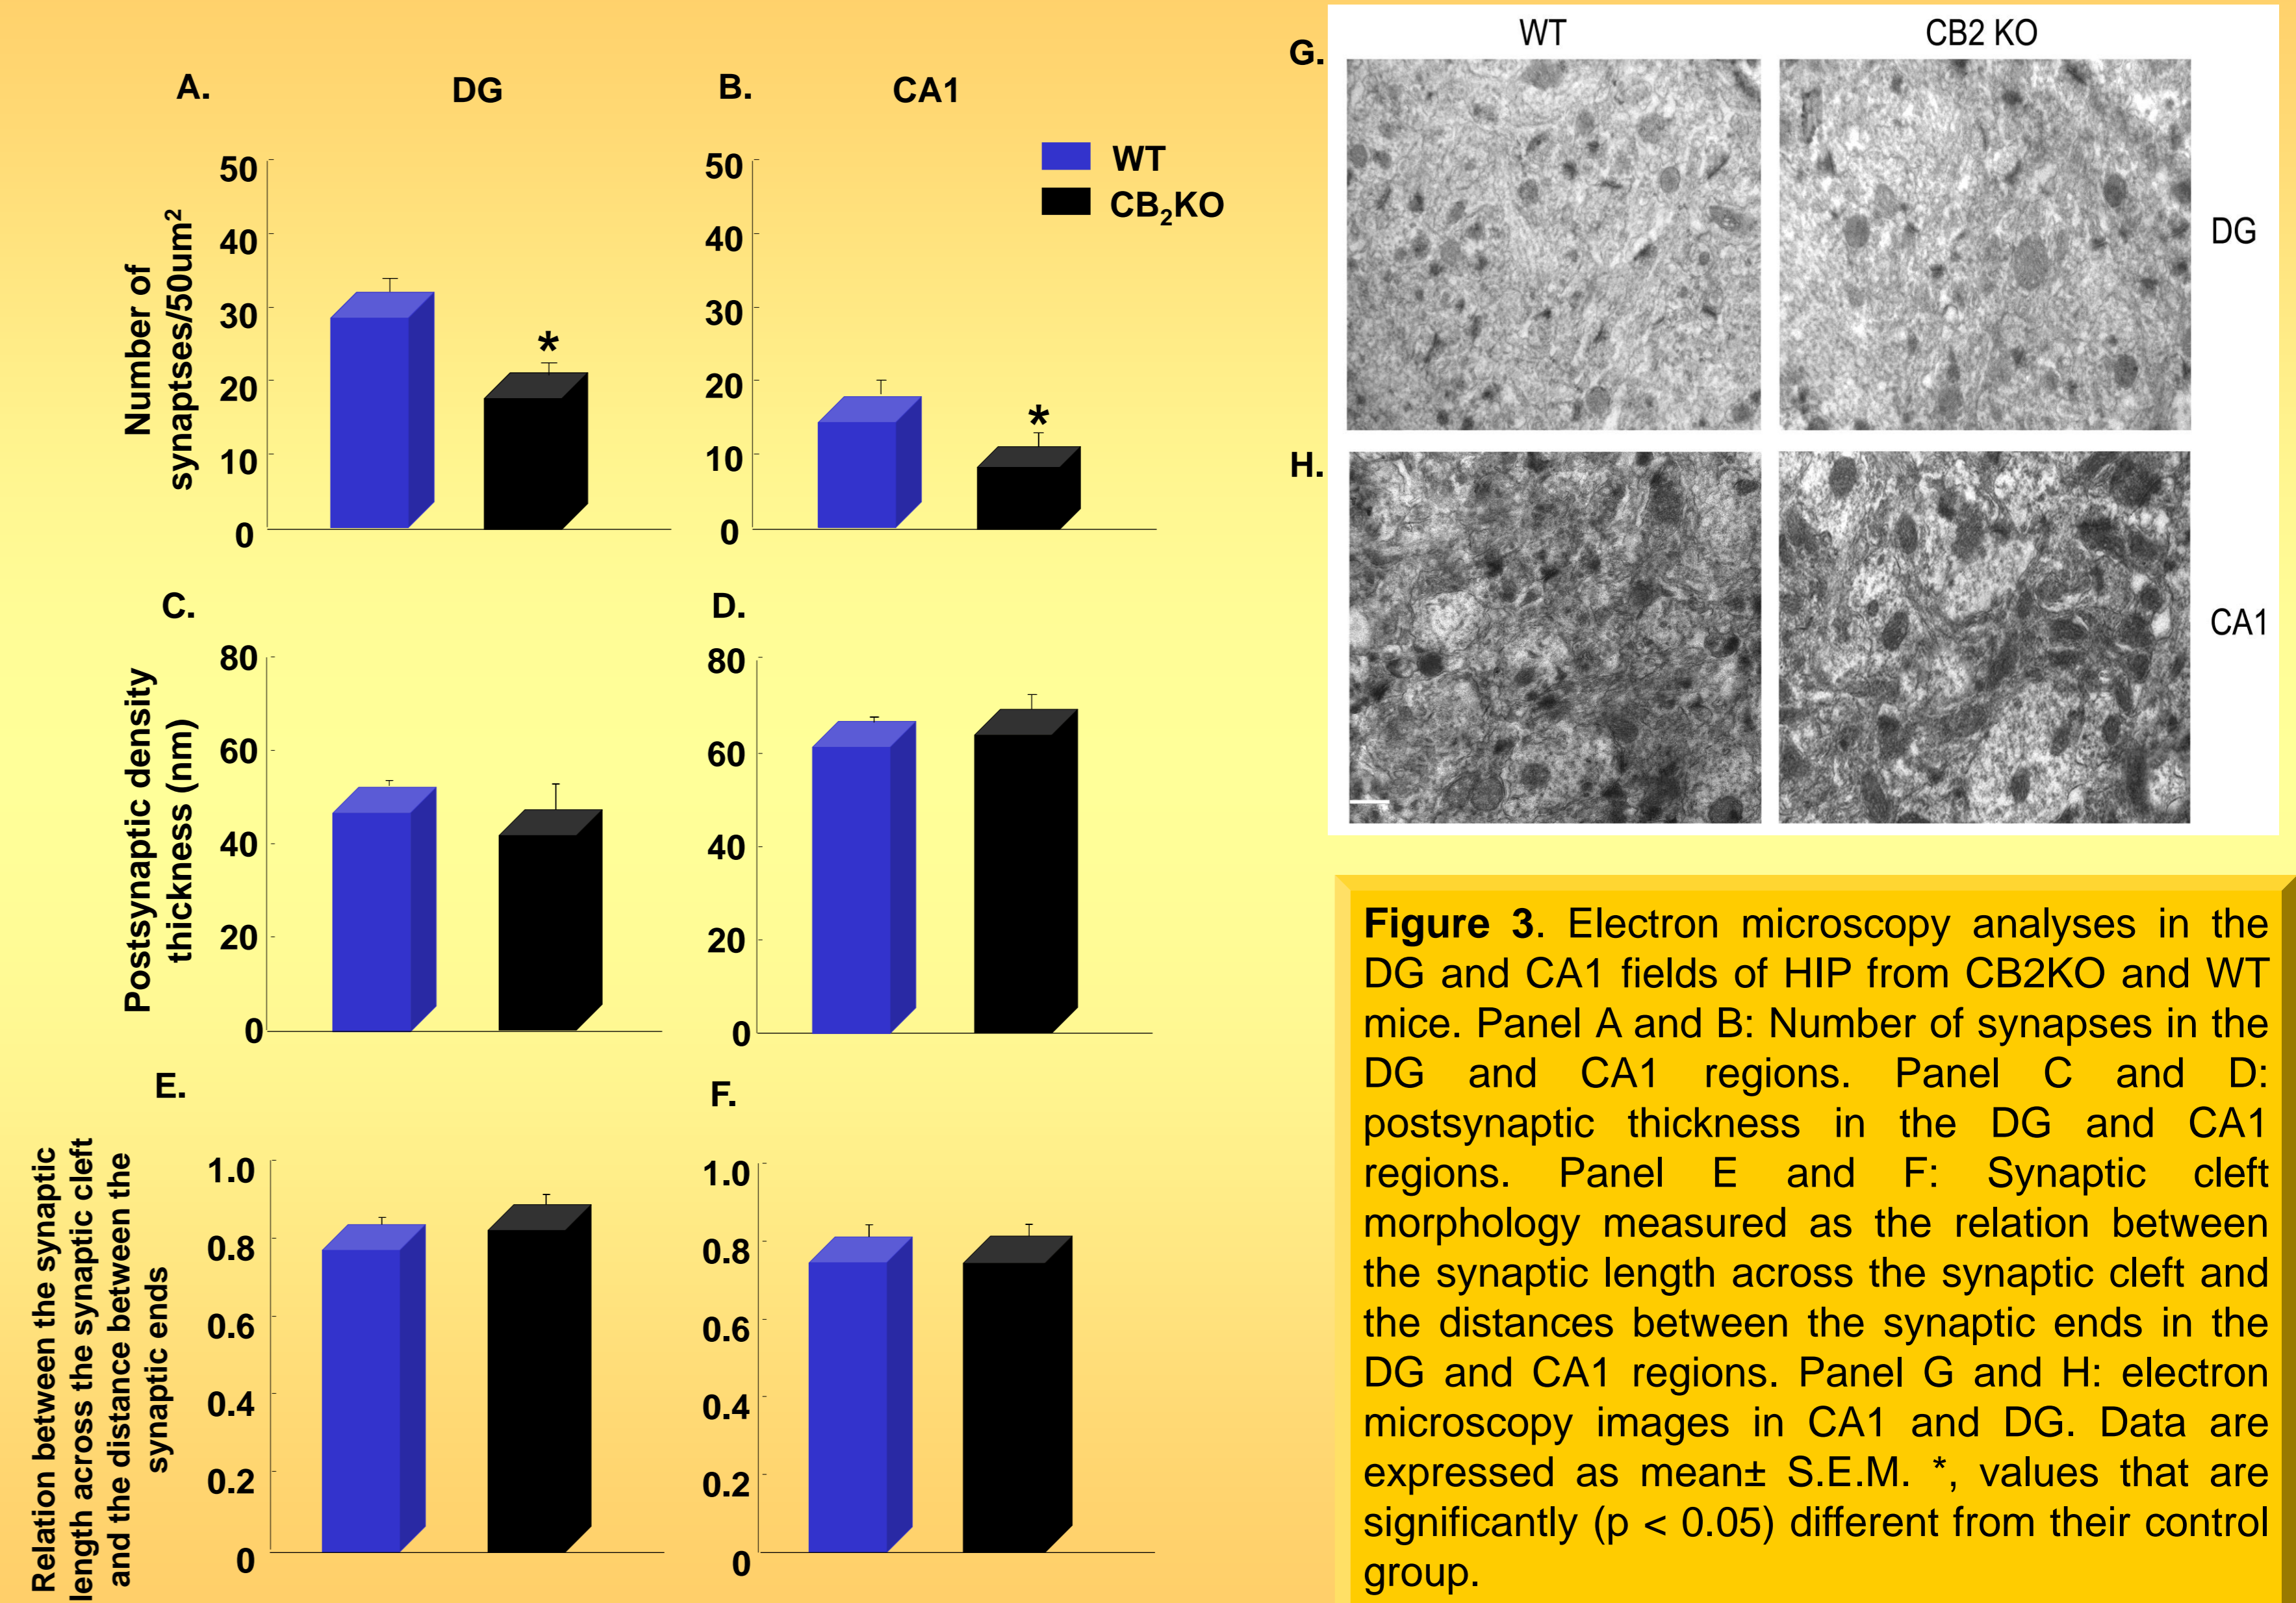 A.
DG
B.
CA1
WT
CB₂KO
Number of
synaptses/50um²
50
40
30
20
10
0
50
40
30
20
10
0
C.
D.
Postsynaptic density
thickness (nm)
80
60
40
20
0
80
60
40
20
0
E.
F.
Relation between the synaptic
length across the synaptic cleft
and the distance between the
synaptic ends
1.0
0.8
0.6
0.4
0.2
0
1.0
0.8
0.6
0.4
0.2
0
*
*
G.
WT
CB2 KO
DG
H.
CA1
Figure 3. Electron microscopy analyses in the
DG and CA1 fields of HIP from CB2KO and WT
mice. Panel A and B: Number of synapses in the
DG and CA1 regions. Panel C and D:
postsynaptic thickness in the DG and CA1
regions. Panel E and F: Synaptic cleft
morphology measured as the relation between
the synaptic length across the synaptic cleft and
the distances between the synaptic ends in the
DG and CA1 regions. Panel G and H: electron
microscopy images in CA1 and DG. Data are
expressed as mean± S.E.M. *, values that are
significantly (p < 0.05) different from their control
group.